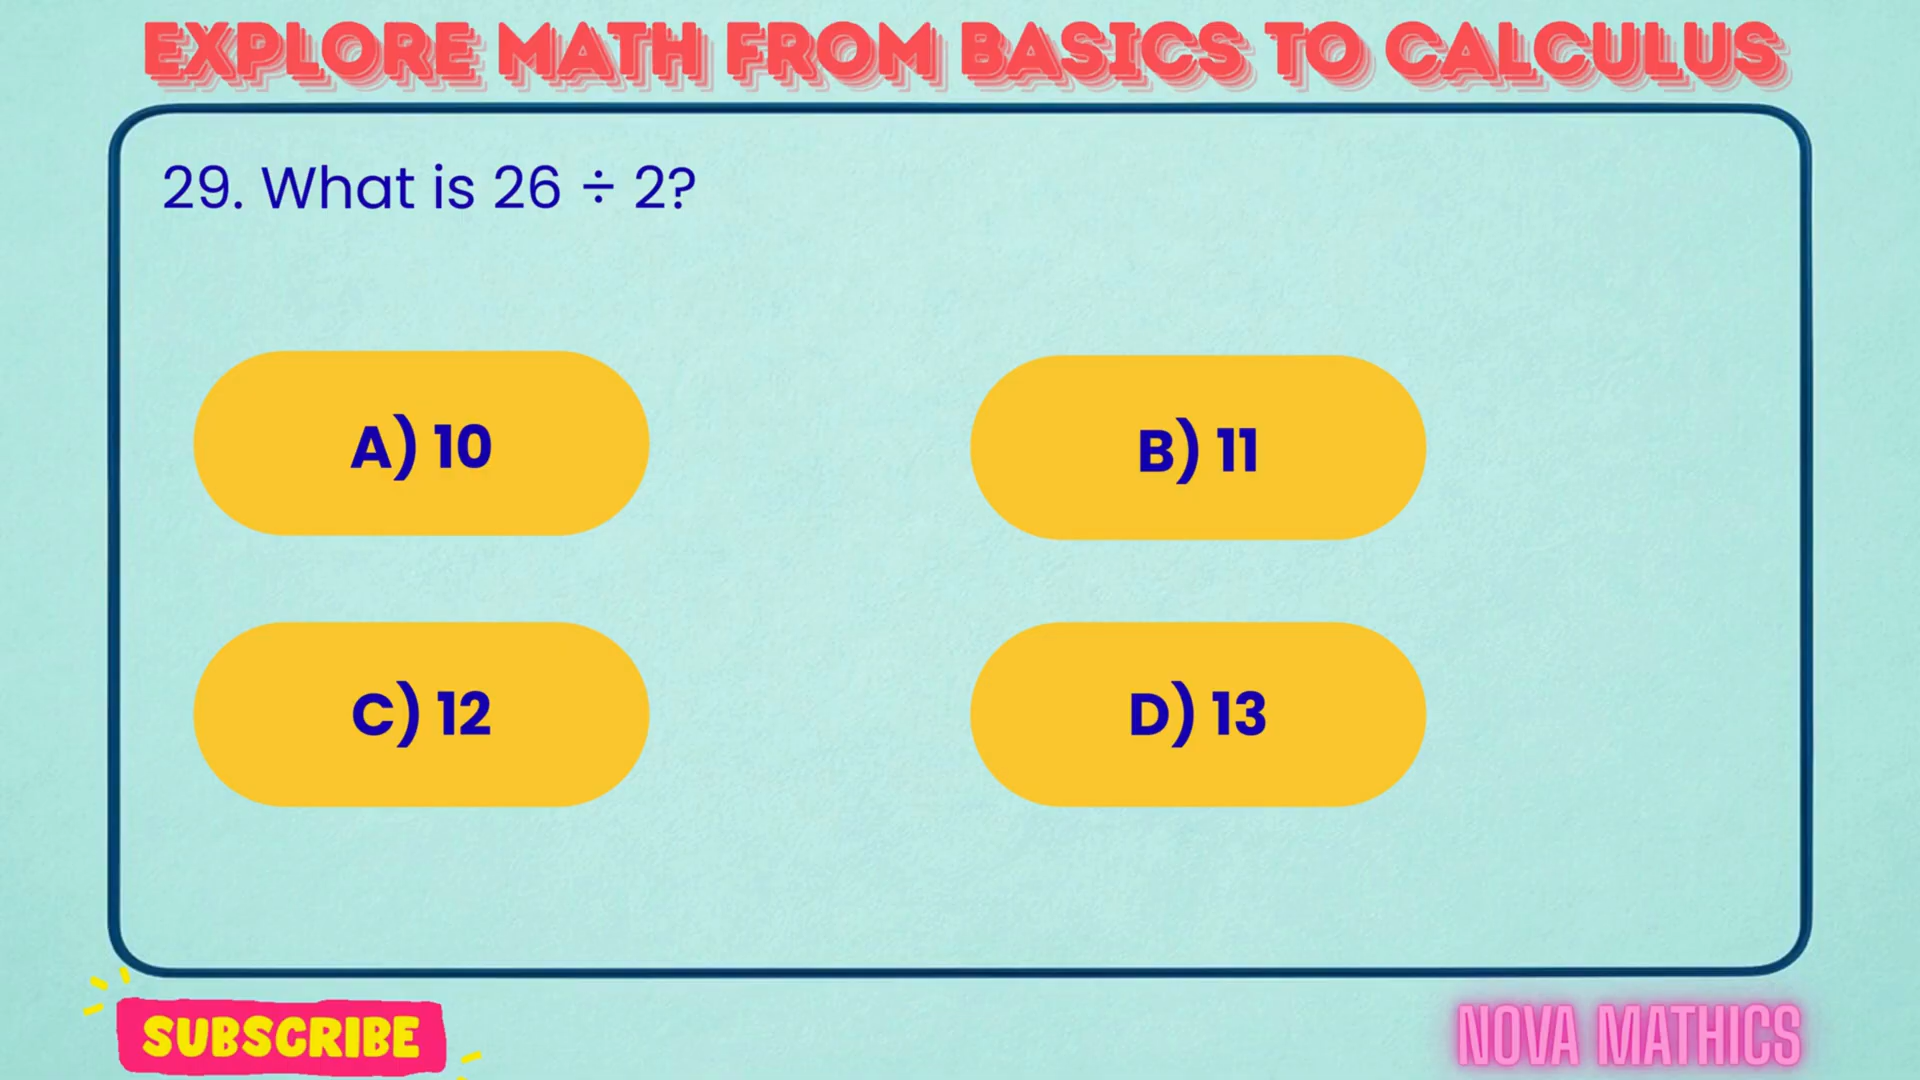 EXPLORE MATH FROM BASICS TO CALCULUS
29. What is 26 ÷ 2?
A) 10
B) 11
C) 12
D) 13
SUBSCRIBE
NOVA MATHICS